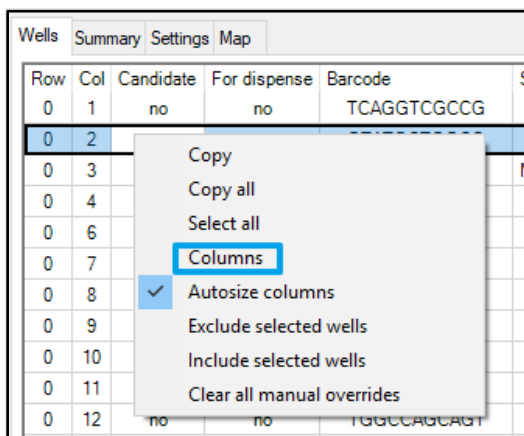 Wells Summary Settings Map
Row Col Candidate For dispense Barcode
0 1 no no TCAGGTCGCCG
0 2
0 3
0 4
0 6
0 7
0 8
0 9
0 10
0 11
0 12 no no TGGCCAGCAGT
Copy
Copy all
Select all
Columns
Autosize columns
Exclude selected wells
Include selected wells
Clear all manual overrides